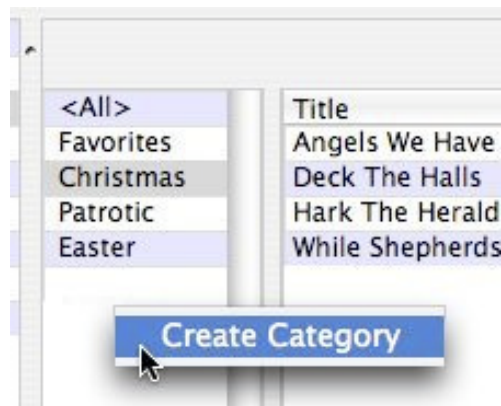 <All>
Favorites
Christmas
Patrotic
Easter
Title
Angels We Have
Deck The Halls
Hark The Herald
While Shepherds
Create Category